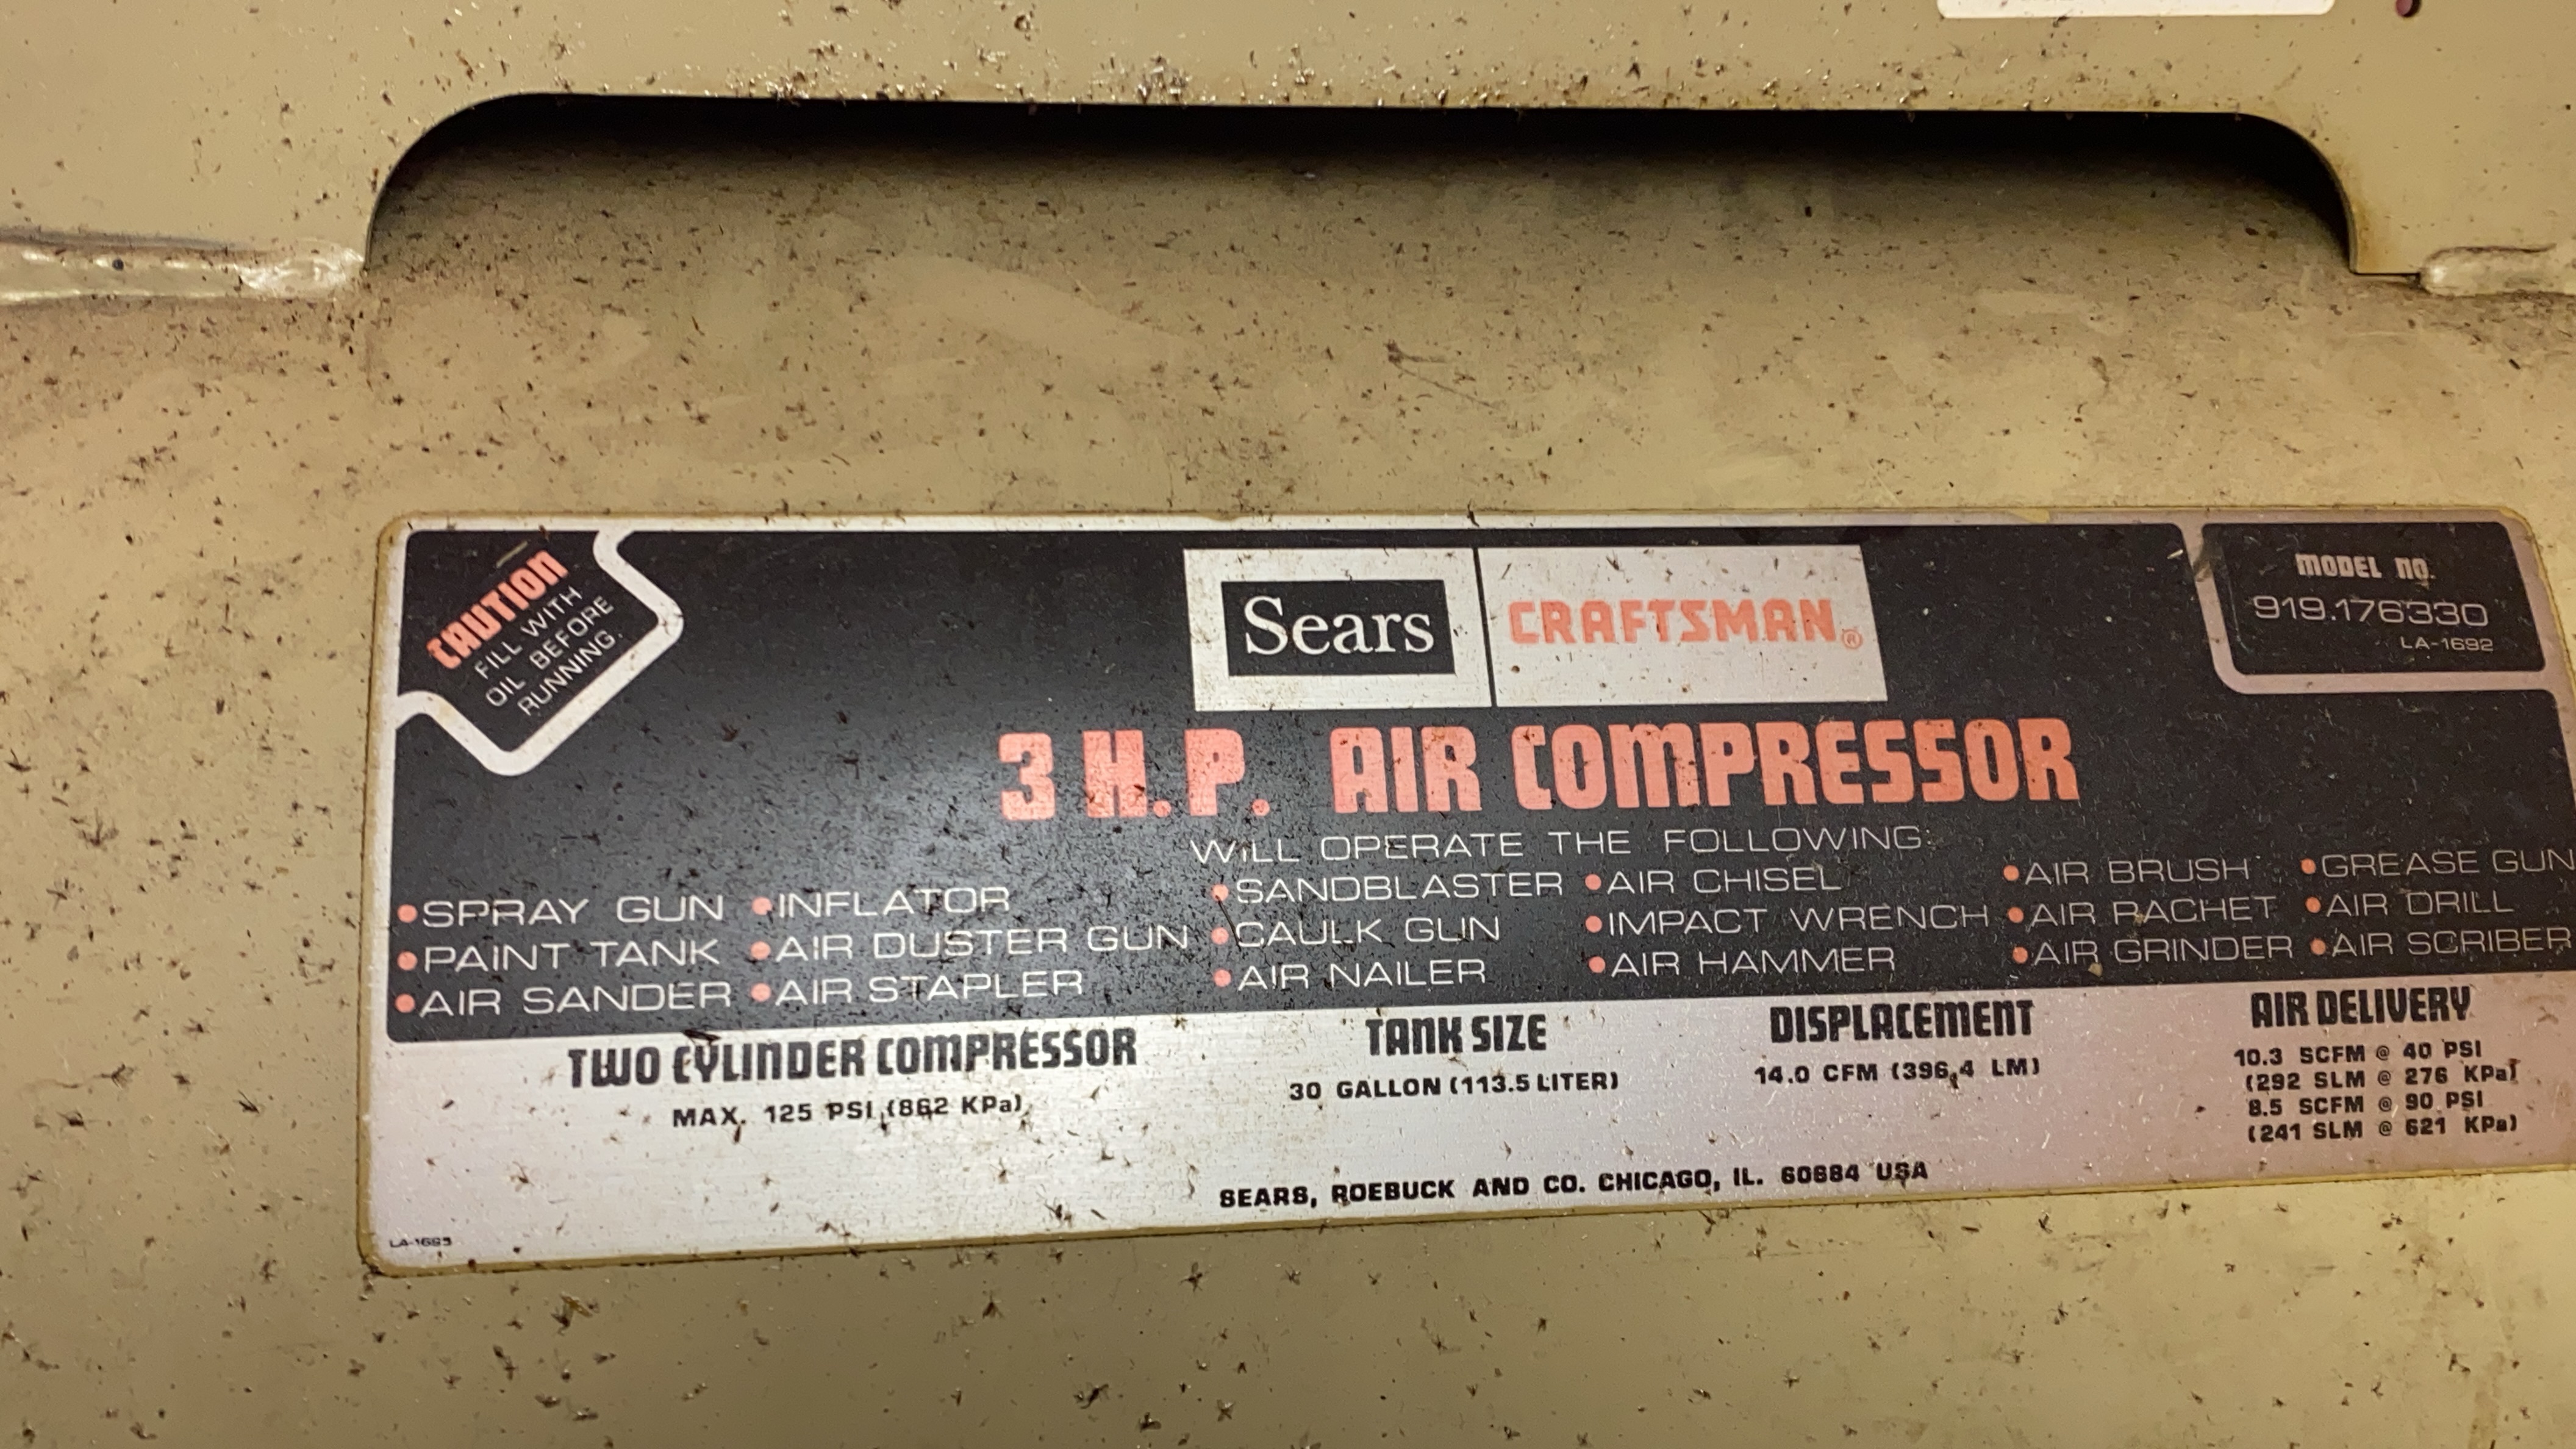 CAUTION
FILL WITH
OIL BEFORE
RUNNING.
Sears
CRAFTSMAN®
MODEL NO.
919.176330
LA-1692
3 H.P. AIR COMPRESSOR
WILL OPERATE THE FOLLOWING:
•SPRAY GUN •INFLATOR •SANDBLASTER •AIR CHISEL •AIR BRUSH •GREASE GUN
•PAINT TANK •AIR DUSTER GUN •CAULK GUN •IMPACT WRENCH •AIR RACHET •AIR DRILL
•AIR SANDER •AIR STAPLER •AIR NAILER •AIR HAMMER •AIR GRINDER •AIR SCRIBER
TWO CYLINDER COMPRESSOR
MAX. 125 PSI (862 KPa)
TANK SIZE
30 GALLON (113.5 LITER)
DISPLACEMENT
14.0 CFM (396.4 LM)
AIR DELIVERY
10.3 SCFM @ 40 PSI
(292 SLM @ 276 KPa)
8.5 SCFM @ 90 PSI
(241 SLM @ 621 KPa)
SEARS, ROEBUCK AND CO. CHICAGO, IL. 60684 USA